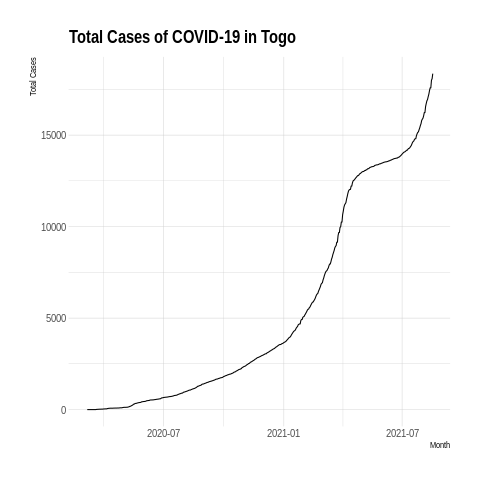 Total Cases of COVID-19 in Togo
Total Cases
15000
10000
5000
0
2020-07
2021-01
2021-07
Month